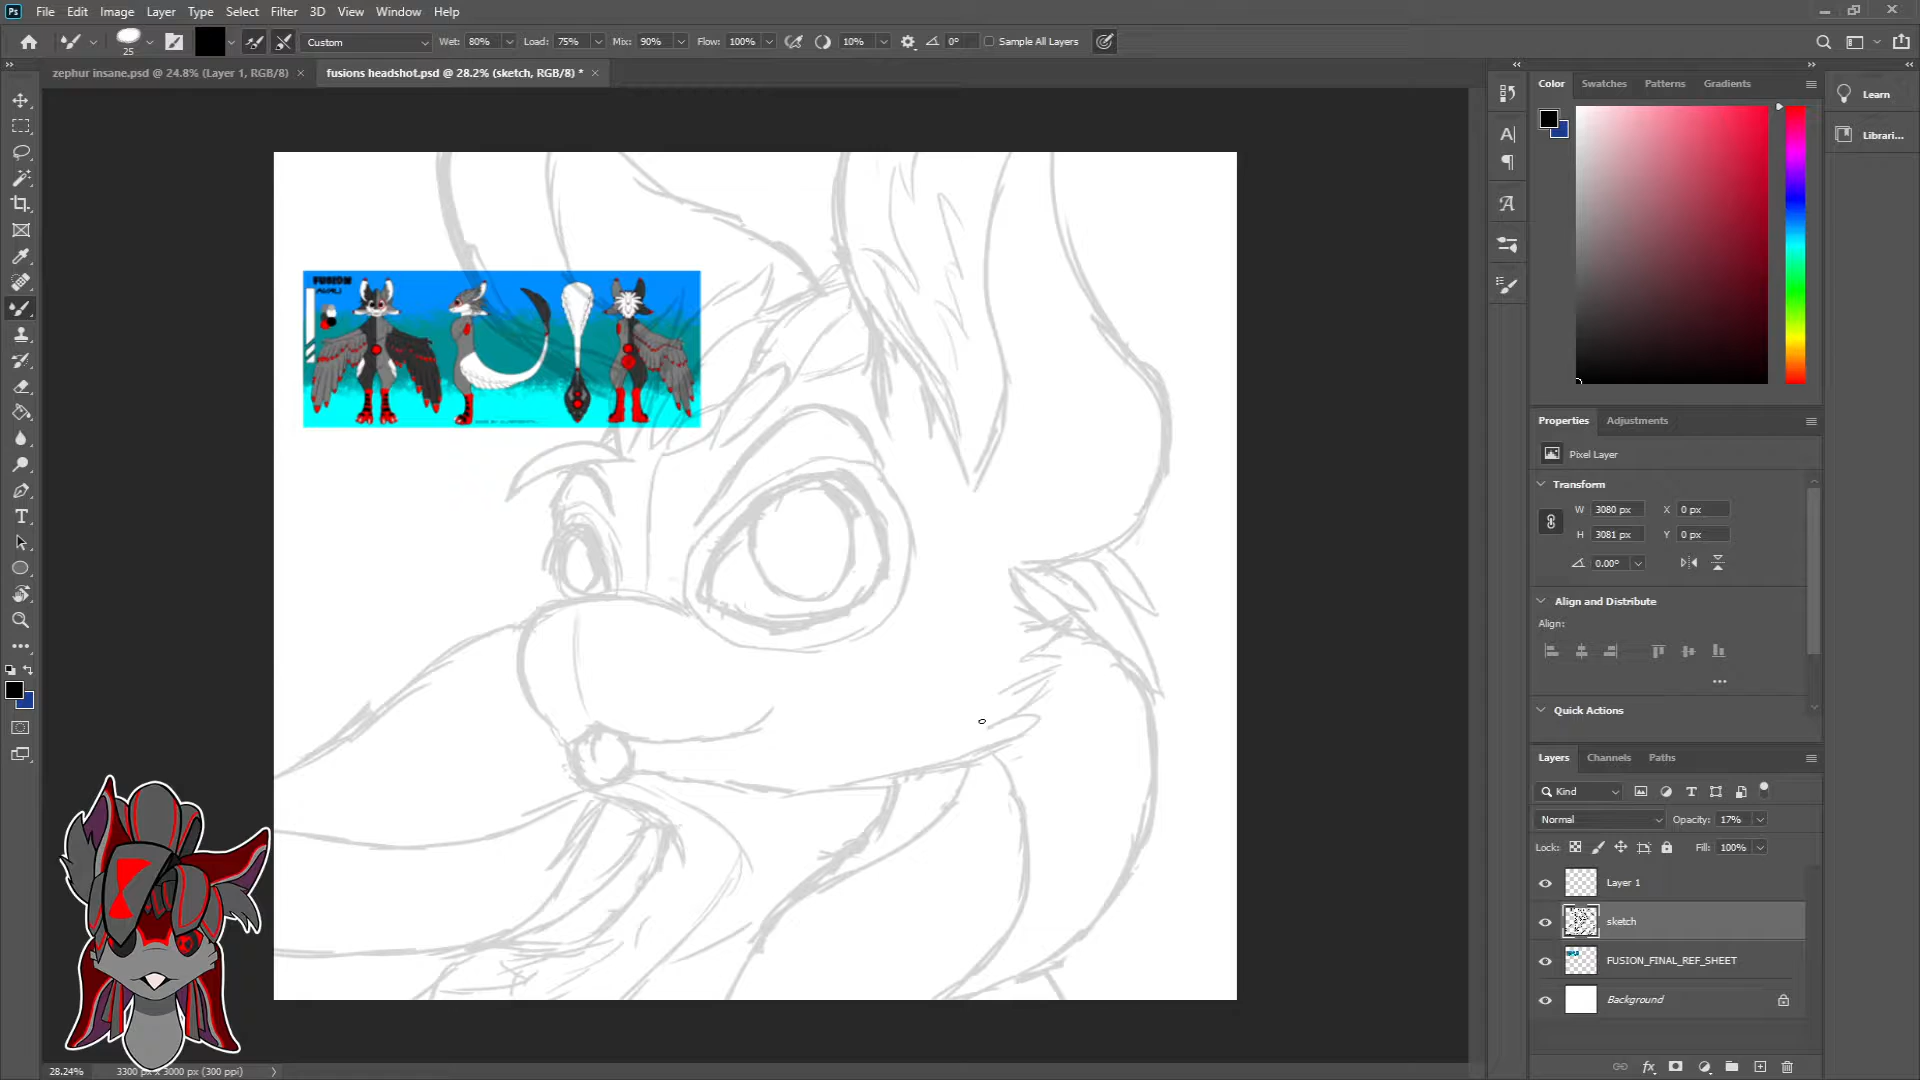 Ps File Edit Image Layer Type Select Filter 3D View Window Help
25 Custom Wet: 80% Load: 75% Mix: 90% Flow: 100% 10% 0° Sample All Layers
zephur insane.psd @ 24.8% (Layer 1, RGB/8) × fusions headshot.psd @ 28.2% (sketch, RGB/8) * ×
Color Swatches Patterns Gradients
Learn
Librari...
FUSION
Properties Adjustments
Pixel Layer
Transform
W 3080 px X 0 px
H 3081 px Y 0 px
0.00°
Align and Distribute
Align:
Quick Actions
Layers Channels Paths
Kind
Normal Opacity: 17%
Lock: Fill: 100%
Layer 1
sketch
FUSION_FINAL_REF_SHEET
Background
28.24% 3300 px x 3000 px (300 ppi)